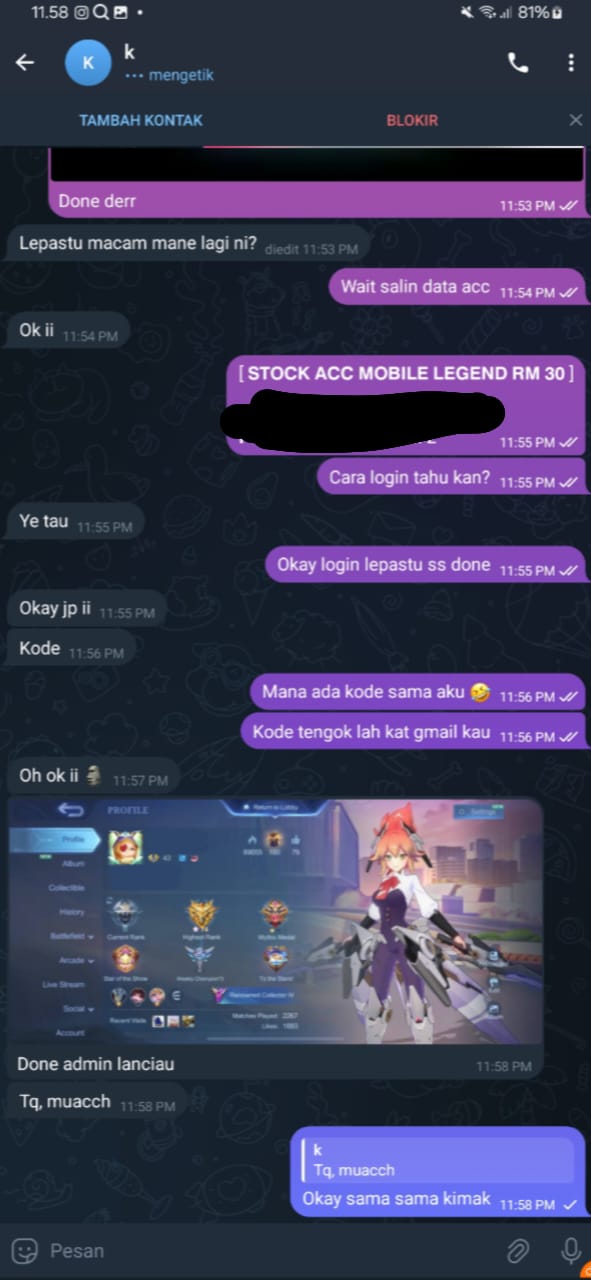 11.58
81%
K
k
... mengetik
TAMBAH KONTAK
BLOKIR
Done derr
11:53 PM
Lepastu macam mane lagi ni? diedit 11:53 PM
Wait salin data acc 11:54 PM
Ok ii 11:54 PM
[ STOCK ACC MOBILE LEGEND RM 30 ]
11:55 PM
Cara login tahu kan? 11:55 PM
Ye tau 11:55 PM
Okay login lepastu ss done 11:55 PM
Okay jp ii 11:55 PM
Kode 11:56 PM
Mana ada kode sama aku 🤣 11:56 PM
Kode tengok lah kat gmail kau 11:56 PM
Oh ok ii 11:57 PM
PROFILE
Return to Lobby
Settings
Profile
Album
Collectible
History
Battlefield
Arcade
Live Stream
Social
Account
Current Rank
Highest Rank
Mythic Medal
Star of the Show
Renowned Collector IV
Recent Visits
Matches Played: 2267
Likes: 1883
Done admin lanciau
11:58 PM
Tq, muacch 11:58 PM
k
Tq, muacch
Okay sama sama kimak 11:58 PM
Pesan